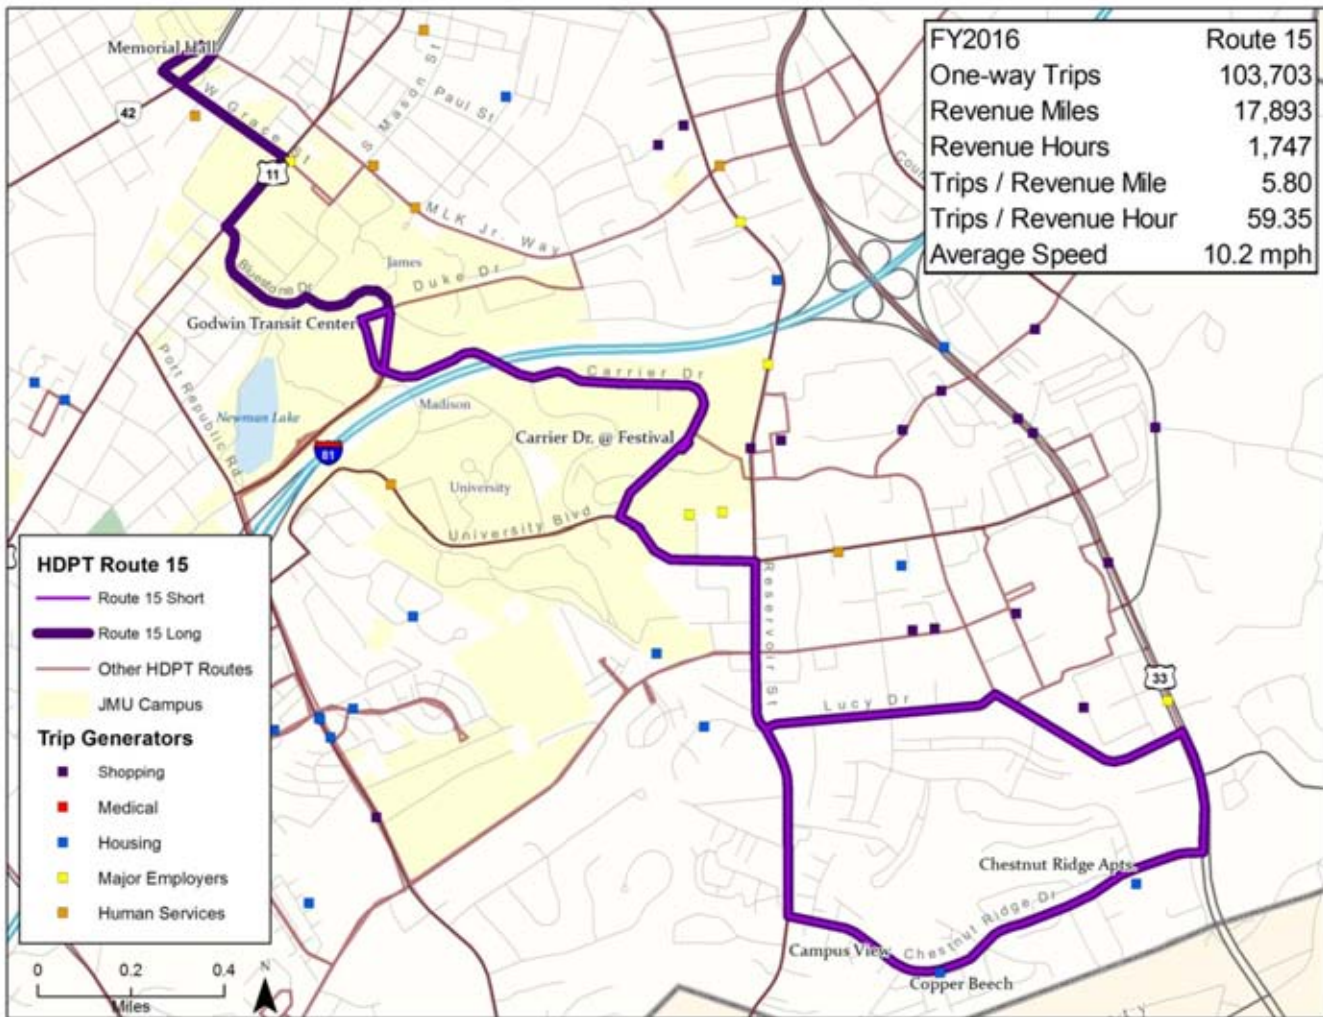 Memorial Hall
FY2016 Route 15
One-way Trips 103,703
Revenue Miles 17,893
Revenue Hours 1,747
Trips / Revenue Mile 5.80
Trips / Revenue Hour 59.35
Average Speed 10.2 mph
42
W Grace St
S Mason St
Paul St
11
MLK Jr. Way
James
Duke Dr
Bluestone Dr
Godwin Transit Center
Port Republic Rd
Newman Lake
Carrier Dr
Madison
Carrier Dr. @ Festival
81
University
University Blvd
Reservoir St
Lucy Dr
33
Chestnut Ridge Apts.
Chestnut Ridge Dr
Campus View
Copper Beech
HDPT Route 15
Route 15 Short
Route 15 Long
Other HDPT Routes
JMU Campus
Trip Generators
Shopping
Medical
Housing
Major Employers
Human Services
0 0.2 0.4
Miles
N